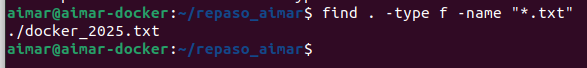 aimar@aimar-docker:~/repaso_aimar$ find . -type f -name "*.txt"
./docker_2025.txt
aimar@aimar-docker:~/repaso_aimar$